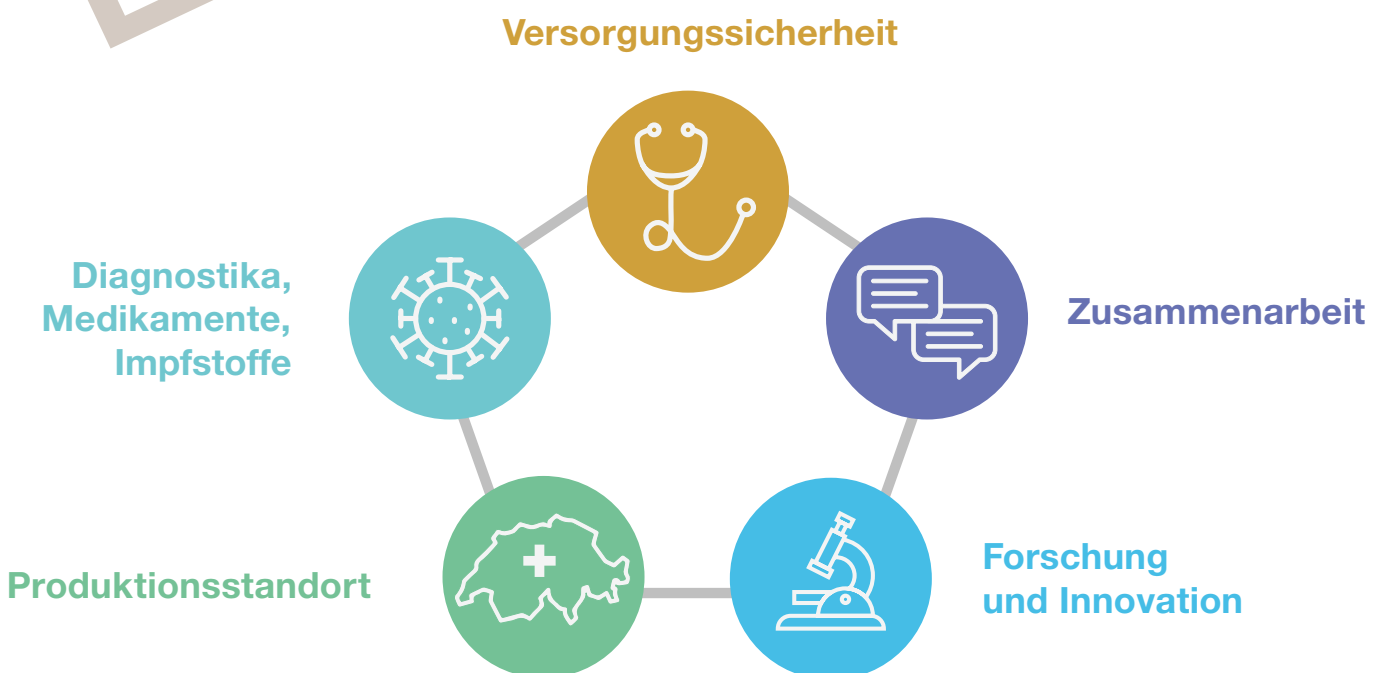 Versorgungssicherheit
Diagnostika,
Medikamente,
Impfstoffe
Zusammenarbeit
Produktionsstandort
Forschung
und Innovation